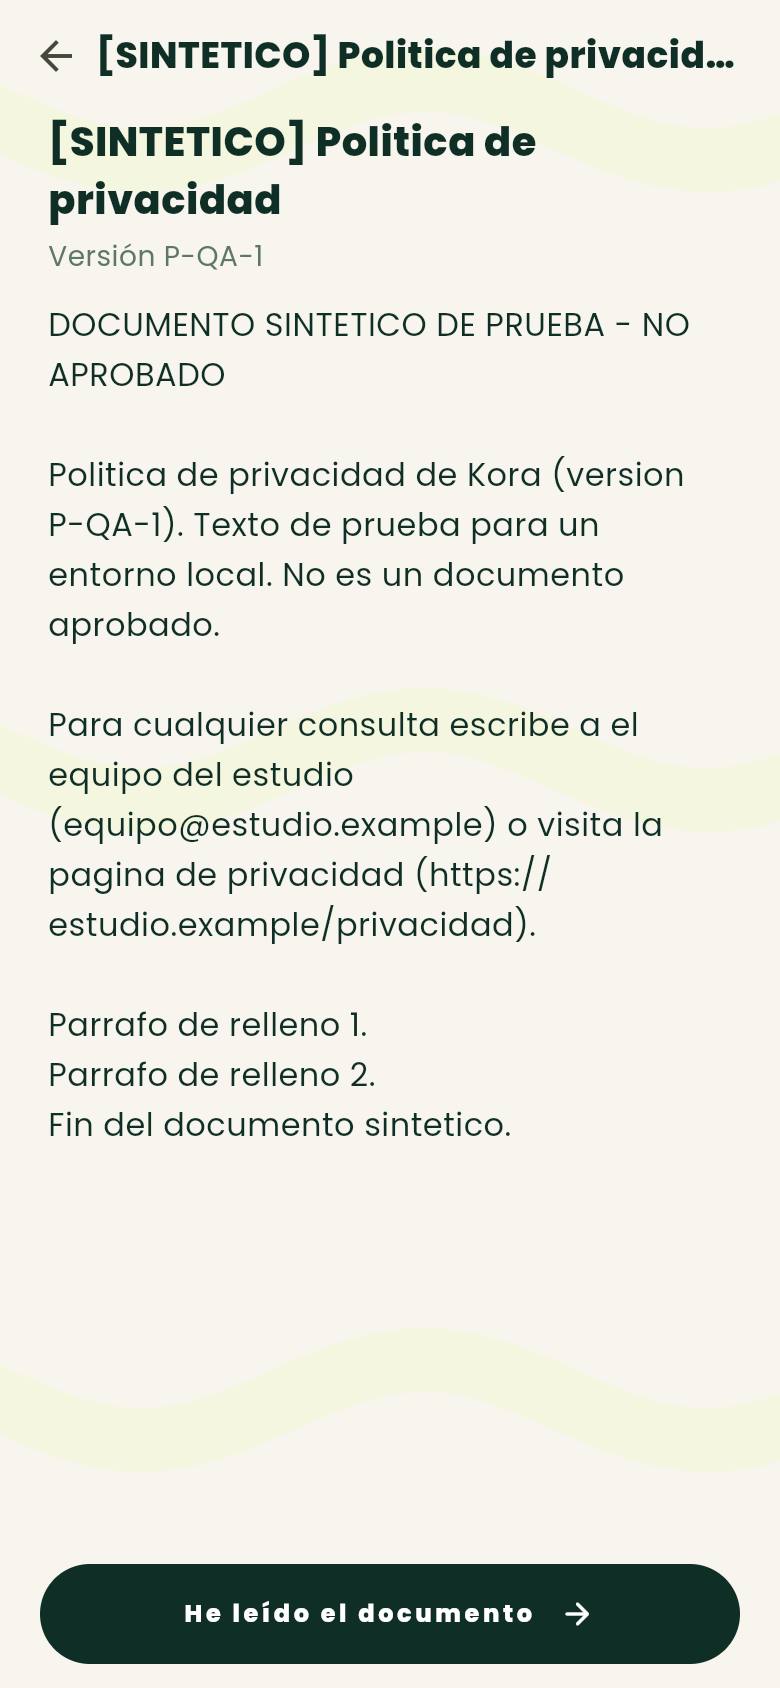 [SINTETICO] Politica de privacid...
[SINTETICO] Politica de
privacidad
Versión P-QA-1
DOCUMENTO SINTETICO DE PRUEBA - NO
APROBADO
Politica de privacidad de Kora (version
P-QA-1). Texto de prueba para un
entorno local. No es un documento
aprobado.
Para cualquier consulta escribe a el
equipo del estudio
(equipo@estudio.example) o visita la
pagina de privacidad (https://
estudio.example/privacidad).
Parrafo de relleno 1.
Parrafo de relleno 2.
Fin del documento sintetico.
He leído el documento